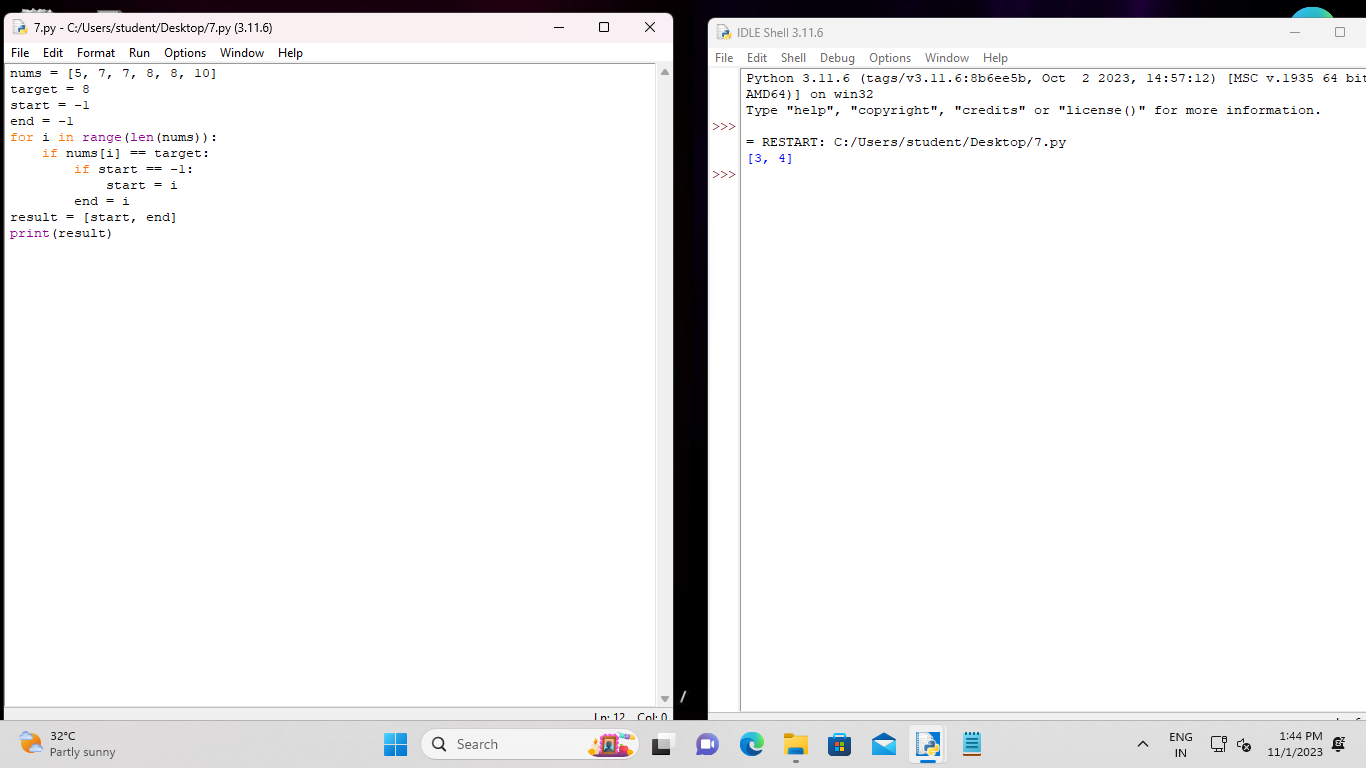 7.py - C:/Users/student/Desktop/7.py (3.11.6)
File Edit Format Run Options Window Help
nums = [5, 7, 7, 8, 8, 10]
target = 8
start = -1
end = -1
for i in range(len(nums)):
    if nums[i] == target:
        if start == -1:
            start = i
        end = i
result = [start, end]
print(result)
Ln: 12 Col: 0
IDLE Shell 3.11.6
File Edit Shell Debug Options Window Help
Python 3.11.6 (tags/v3.11.6:8b6ee5b, Oct  2 2023, 14:57:12) [MSC v.1935 64 bit
AMD64)] on win32
Type "help", "copyright", "credits" or "license()" for more information.
>>>
= RESTART: C:/Users/student/Desktop/7.py
[3, 4]
>>>
32°C
Partly sunny
Search
ENG
IN
1:44 PM
11/1/2023